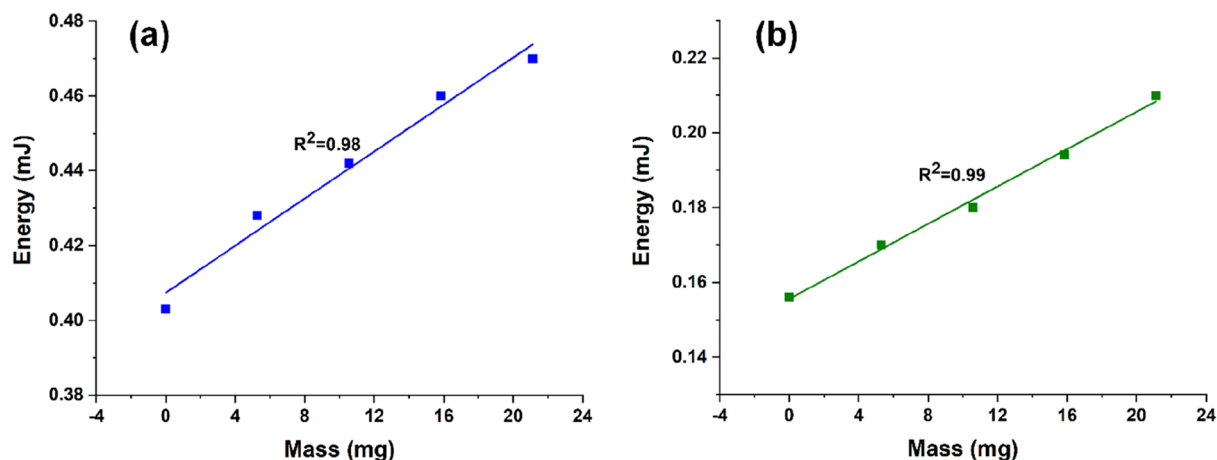 (a)
0.48
0.46
0.44
0.42
0.40
0.38
Energy (mJ)
R²=0.98
-4 0 4 8 12 16 20 24
Mass (mg)
(b)
0.22
0.20
0.18
0.16
0.14
Energy (mJ)
R²=0.99
-4 0 4 8 12 16 20 24
Mass (mg)